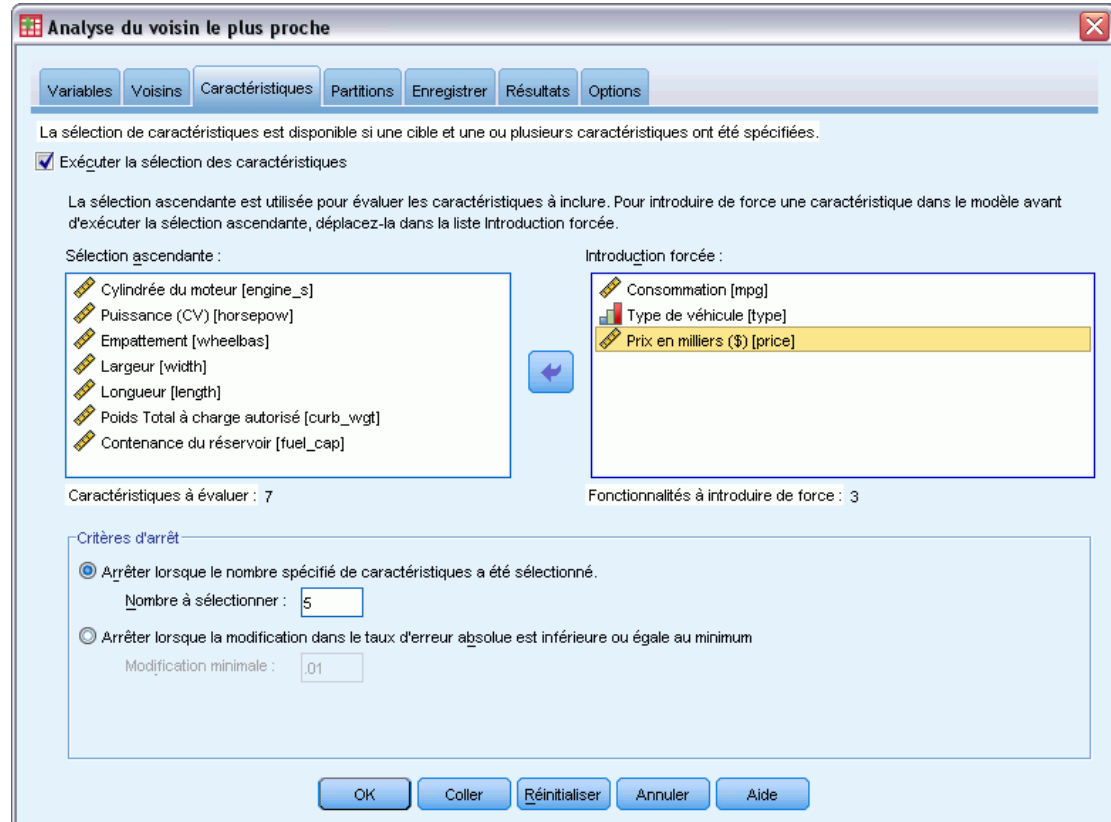 Analyse du voisin le plus proche
Variables Voisins Caractéristiques Partitions Enregistrer Résultats Options
La sélection de caractéristiques est disponible si une cible et une ou plusieurs caractéristiques ont été spécifiées.
Exécuter la sélection des caractéristiques
La sélection ascendante est utilisée pour évaluer les caractéristiques à inclure. Pour introduire de force une caractéristique dans le modèle avant
d'exécuter la sélection ascendante, déplacez-la dans la liste Introduction forcée.
Sélection ascendante :
Cylindrée du moteur [engine_s]
Puissance (CV) [horsepow]
Empattement [wheelbas]
Largeur [width]
Longueur [length]
Poids Total à charge autorisé [curb_wgt]
Contenance du réservoir [fuel_cap]
Caractéristiques à évaluer : 7
Introduction forcée :
Consommation [mpg]
Type de véhicule [type]
Prix en milliers ($) [price]
Fonctionnalités à introduire de force : 3
Critères d'arrêt
Arrêter lorsque le nombre spécifié de caractéristiques a été sélectionné.
Nombre à sélectionner : 5
Arrêter lorsque la modification dans le taux d'erreur absolue est inférieure ou égale au minimum
Modification minimale : .01
OK Coller Réinitialiser Annuler Aide